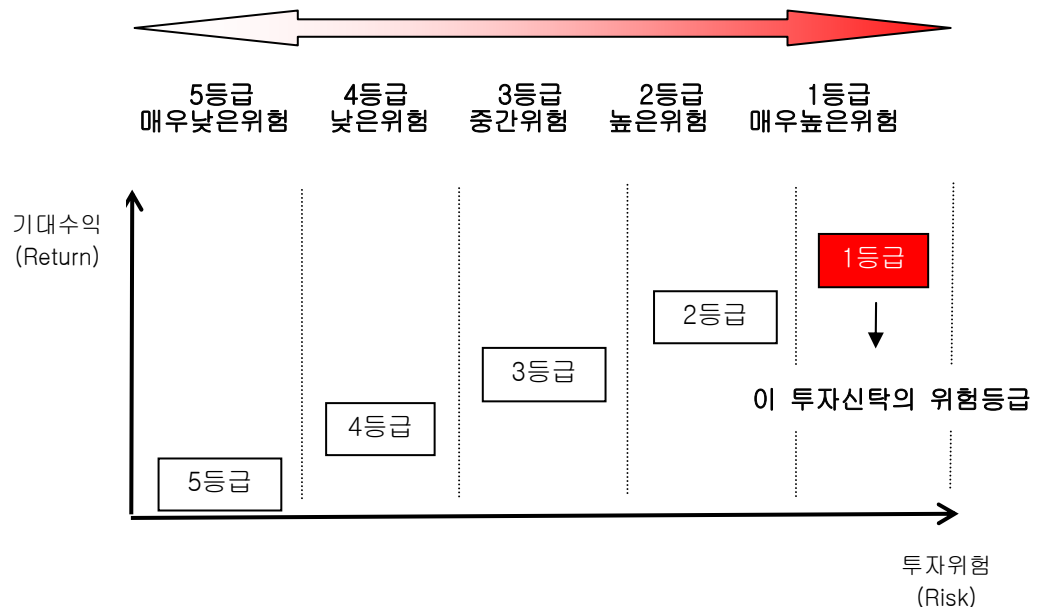 5등급 4등급 3등급 2등급 1등급
매우낮은위험 낮은위험 중간위험 높은위험 매우높은위험
기대수익
(Return)
1등급
2등급
3등급
이 투자신탁의 위험등급
4등급
5등급
투자위험
(Risk)